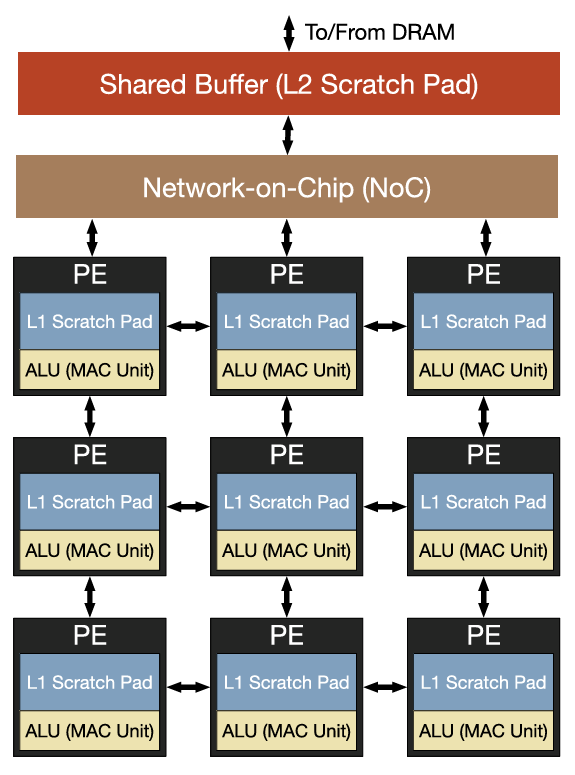 To/From DRAM
Shared Buffer (L2 Scratch Pad)
Network-on-Chip (NoC)
PE PE PE
L1 Scratch Pad L1 Scratch Pad L1 Scratch Pad
ALU (MAC Unit) ALU (MAC Unit) ALU (MAC Unit)
PE PE PE
L1 Scratch Pad L1 Scratch Pad L1 Scratch Pad
ALU (MAC Unit) ALU (MAC Unit) ALU (MAC Unit)
PE PE PE
L1 Scratch Pad L1 Scratch Pad L1 Scratch Pad
ALU (MAC Unit) ALU (MAC Unit) ALU (MAC Unit)